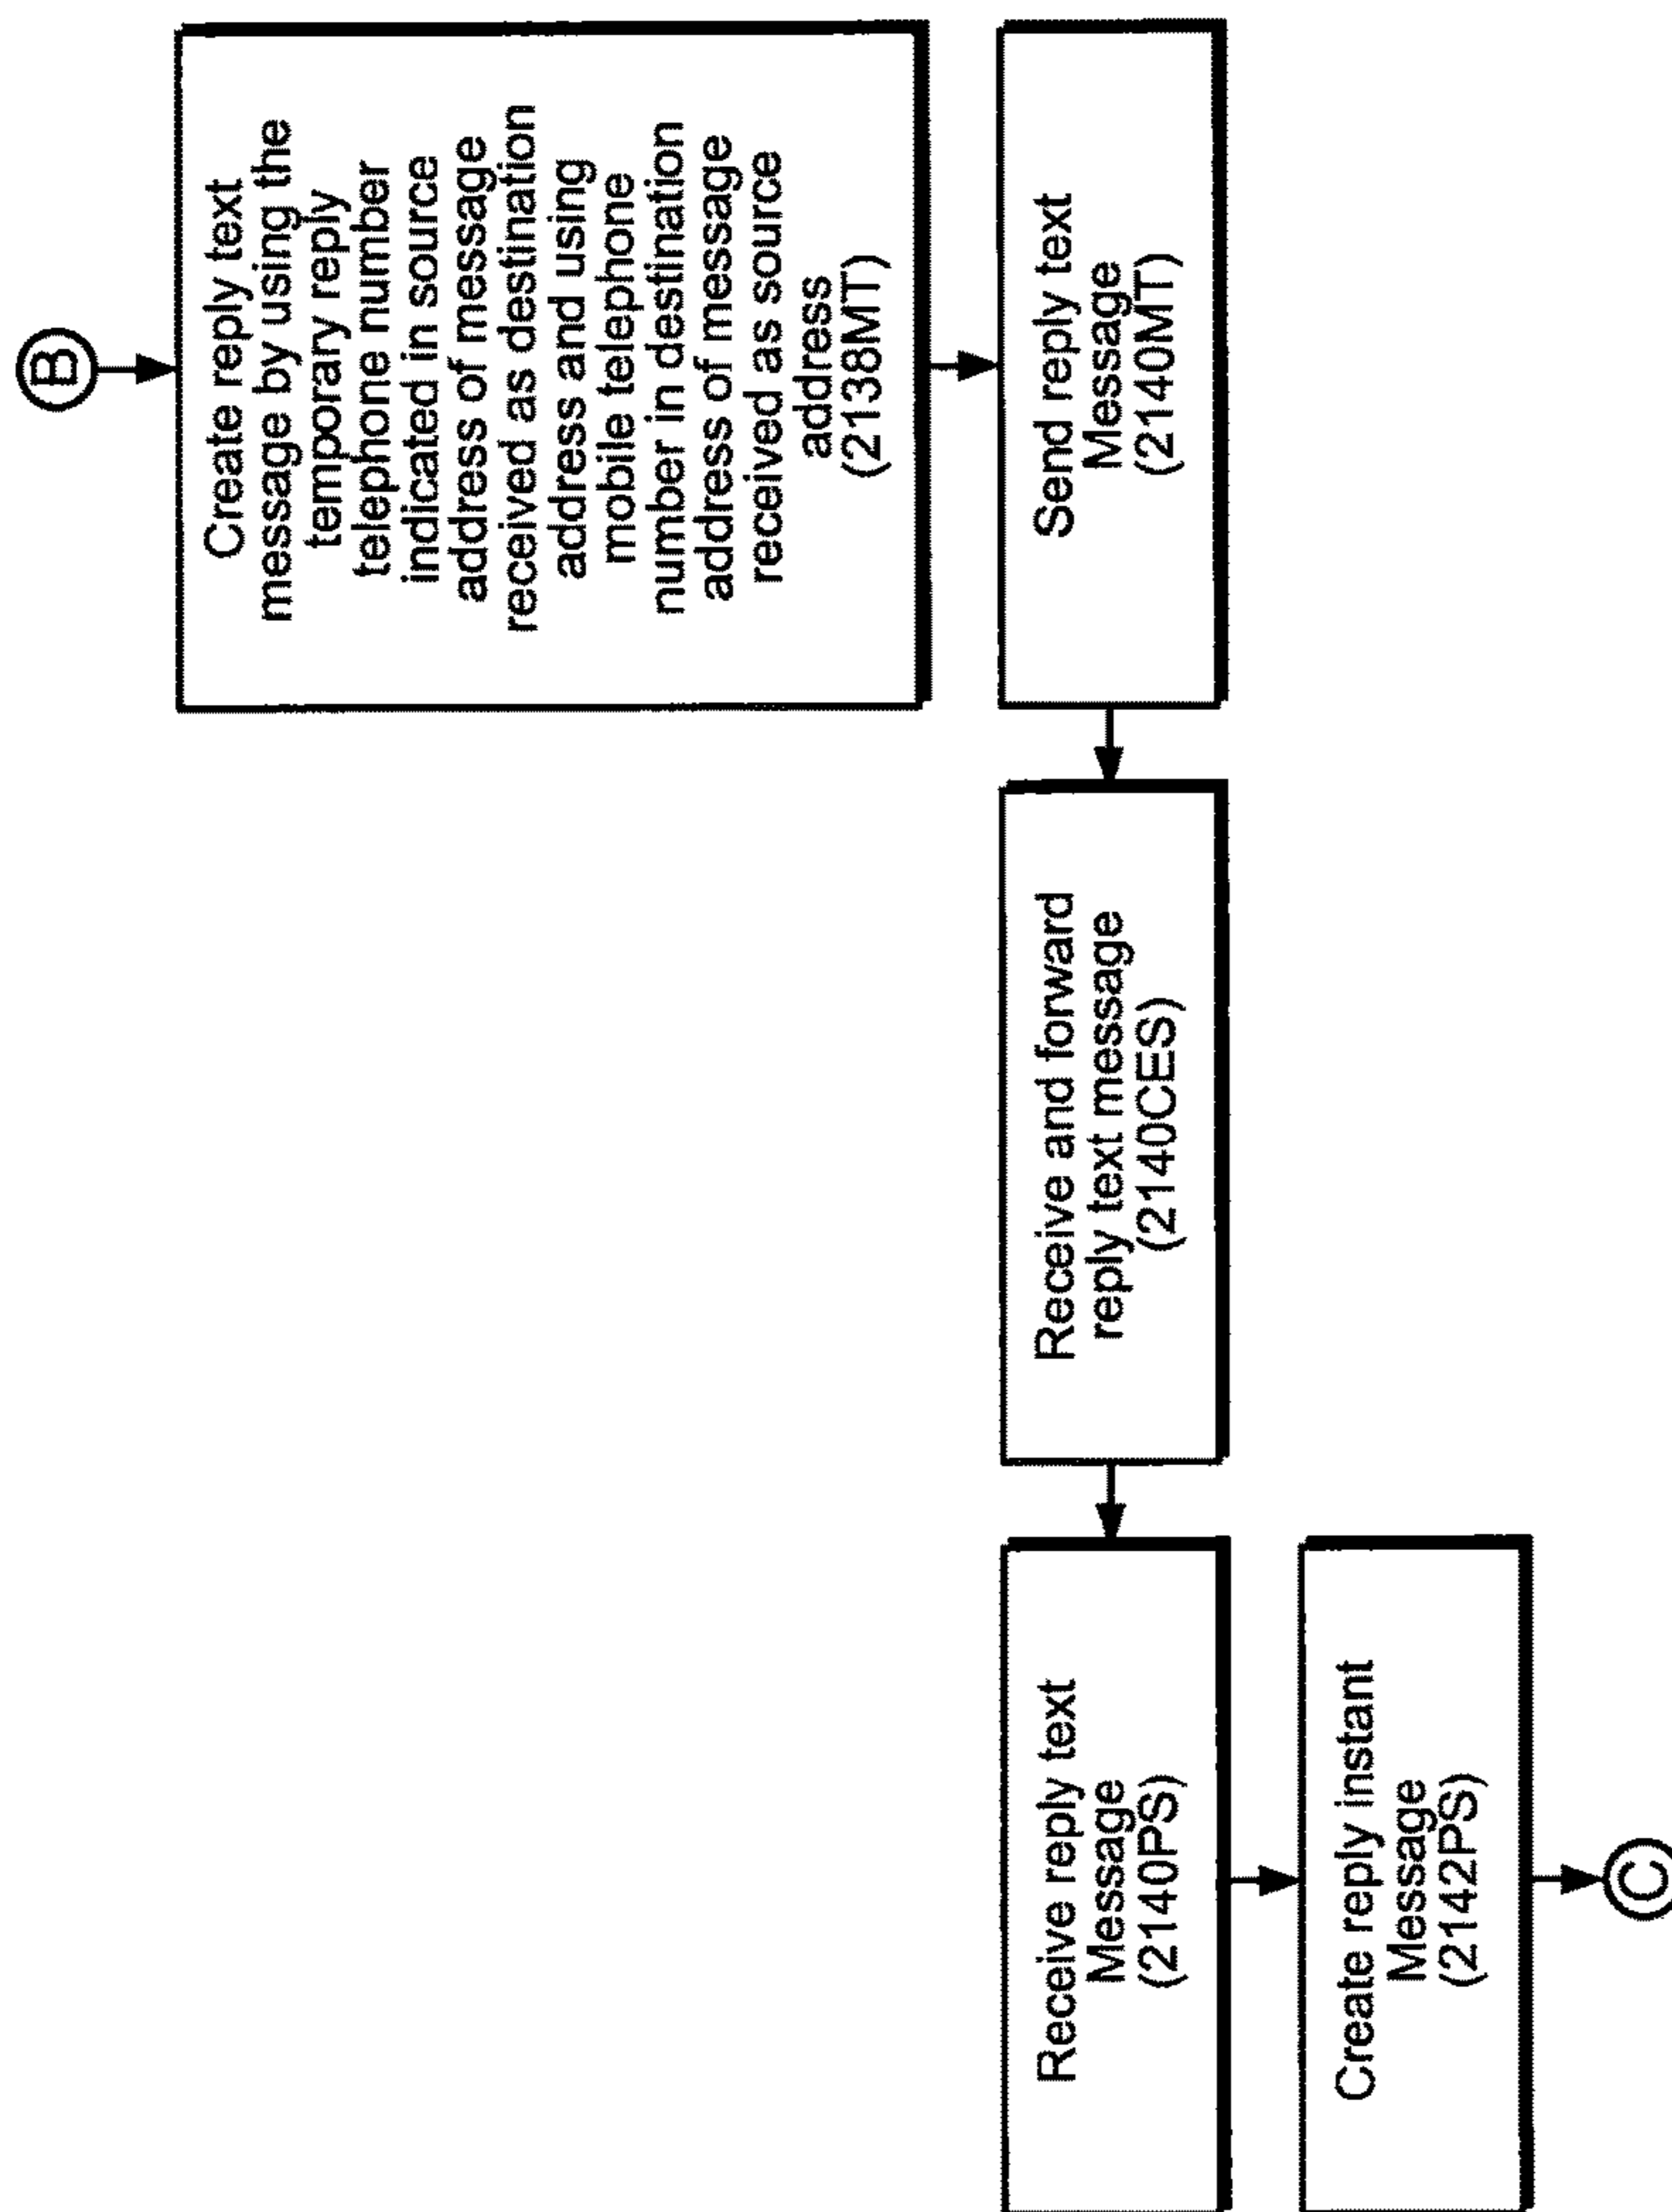 B
Create reply text
message by using the
temporary reply
telephone number
indicated in source
address of message
received as destination
address and using
mobile telephone
number in destination
address of message
received as source
address
(2138MT)
Send reply text
Message
(2140MT)
Receive and forward
reply text message
(2140CES)
Receive reply text
Message
(2140PS)
Create reply instant
Message
(2142PS)
C